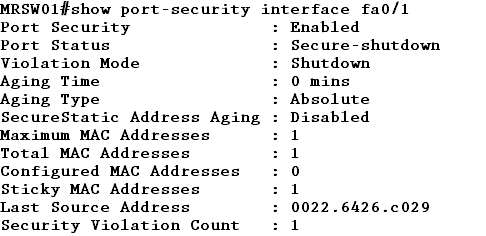 MRSW01#show port-security interface fa0/1
Port Security : Enabled
Port Status : Secure-shutdown
Violation Mode : Shutdown
Aging Time : 0 mins
Aging Type : Absolute
SecureStatic Address Aging : Disabled
Maximum MAC Addresses : 1
Total MAC Addresses : 1
Configured MAC Addresses : 0
Sticky MAC Addresses : 1
Last Source Address : 0022.6426.c029
Security Violation Count : 1